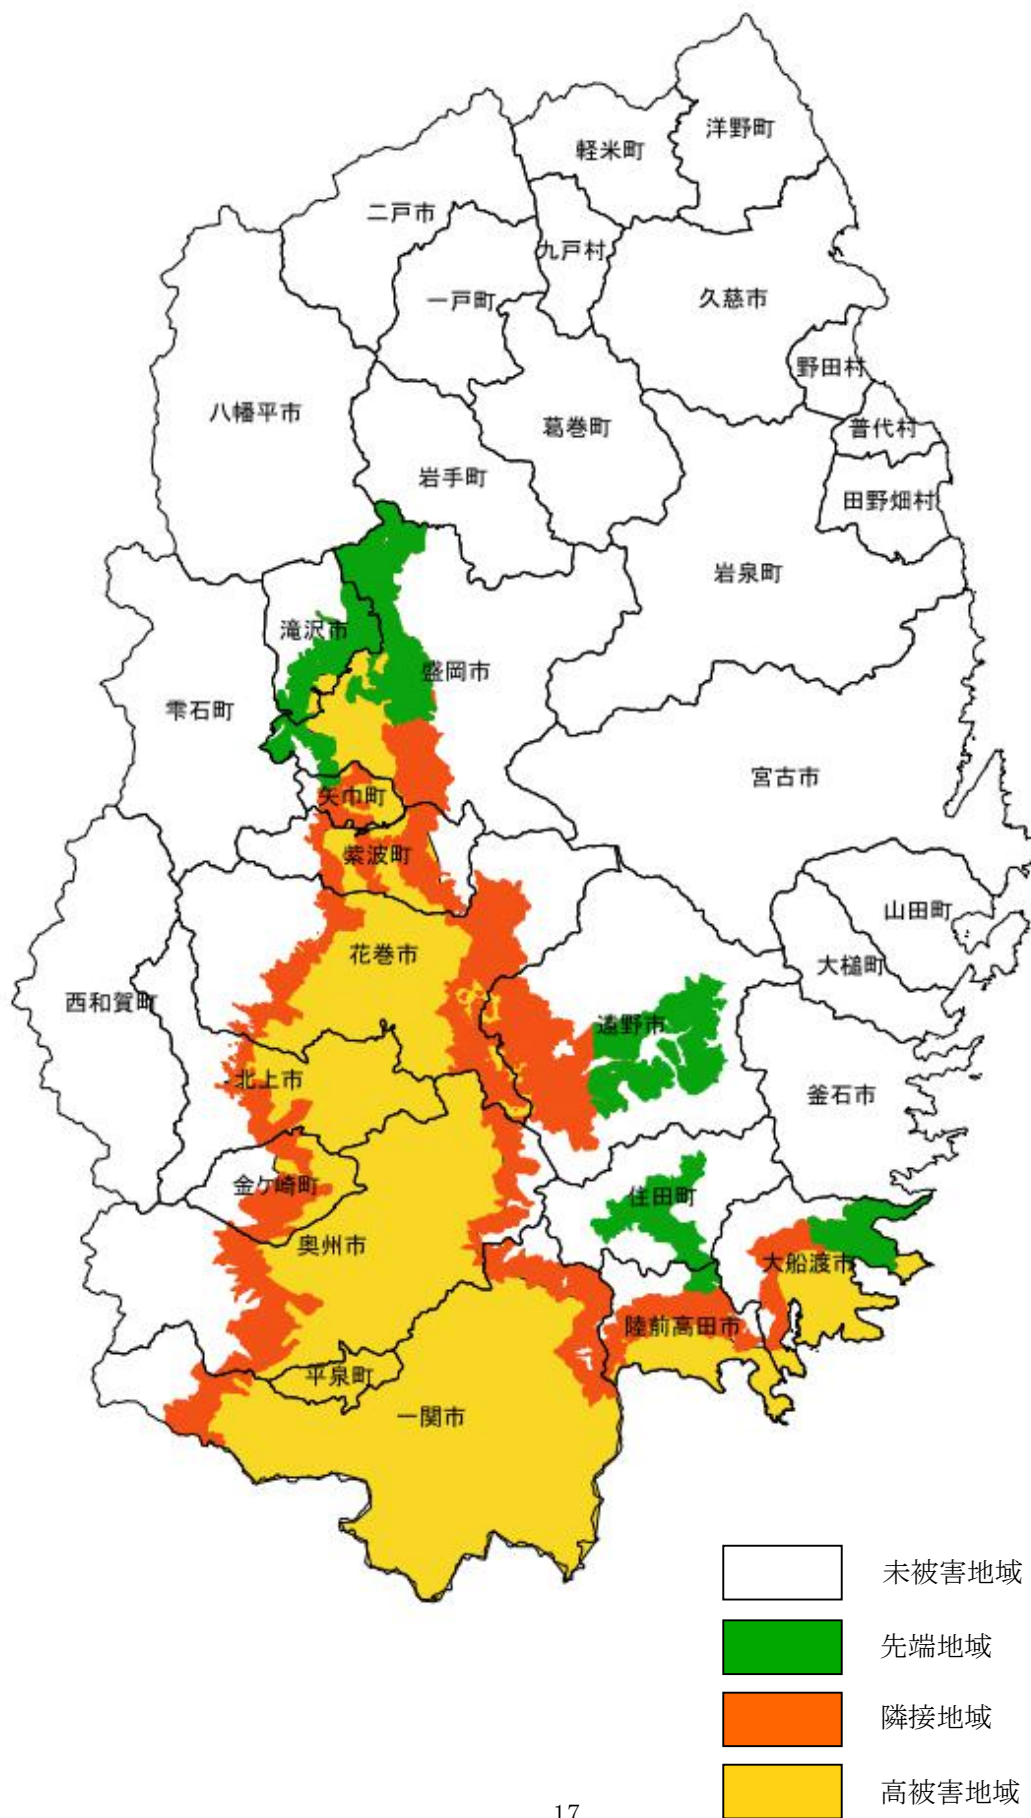 洋野町
軽米町
二戸市
九戸村
一戸町
久慈市
野田村
八幡平市
葛巻町
普代村
岩手町
田野畑村
岩泉町
滝沢市
盛岡市
雫石町
宮古市
矢巾町
紫波町
山田町
花巻市
大槌町
西和賀町
遠野市
北上市
釜石市
金ケ崎町
住田町
奥州市
大船渡市
陸前高田市
平泉町
一関市
未被害地域
先端地域
隣接地域
高被害地域
17